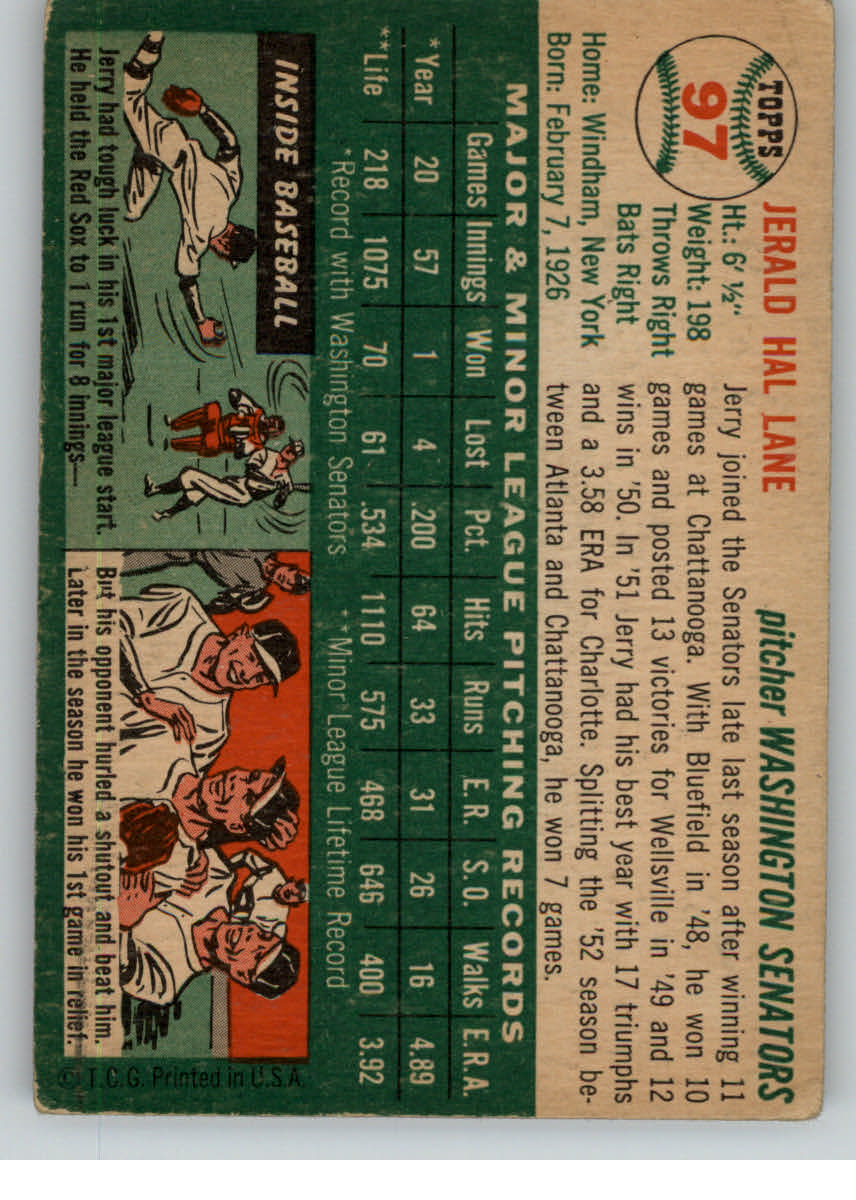 TOPPS
97
JERALD HAL LANE
pitcher WASHINGTON SENATORS
Ht.: 6' ½"
Weight: 198
Throws Right
Bats Right
Home: Windham, New York
Born: February 7, 1926
Jerry joined the Senators late last season after winning 11
games at Chattanooga. With Bluefield in '48, he won 10
games and posted 13 victories for Wellsville in '49 and 12
wins in '50. In '51 Jerry had his best year with 17 triumphs
and a 3.58 ERA for Charlotte. Splitting the '52 season be-
tween Atlanta and Chattanooga, he won 7 games.
MAJOR & MINOR LEAGUE PITCHING RECORDS
Games Innings Won Lost Pct. Hits Runs E.R. S.O. Walks E.R.A.
*Year 20 57 1 4 .200 64 33 31 26 16 4.89
**Life 218 1075 70 61 .534 1110 575 468 646 400 3.92
*Record with Washington Senators **Minor League Lifetime Record
INSIDE BASEBALL
Jerry had tough luck in his 1st major league start.
He held the Red Sox to 1 run for 8 innings—
But his opponent hurled a shutout and beat him.
Later in the season he won his 1st game in relief.
© T.C.G. Printed in U.S.A.